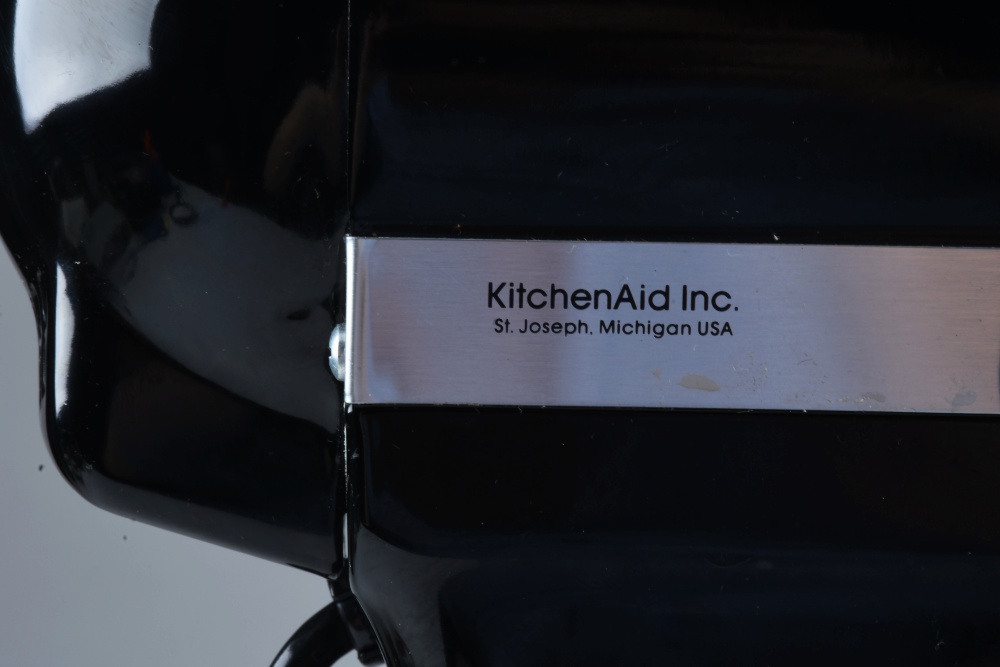 KitchenAid Inc.
St. Joseph, Michigan USA